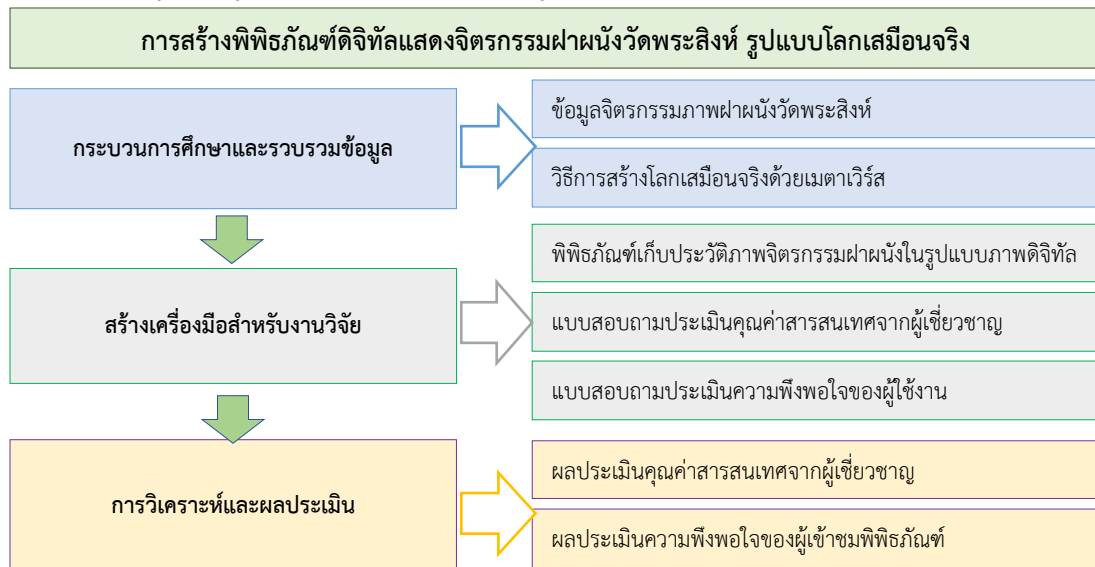 การสร้างพิพิธภัณฑ์ดิจิทัลแสดงจิตรกรรมฝาผนังวัดพระสิงห์ รูปแบบโลกเสมือนจริง
กระบวนการศึกษาและรวบรวมข้อมูล
ข้อมูลจิตรกรรมภาพฝาผนังวัดพระสิงห์
วิธีการสร้างโลกเสมือนจริงด้วยเมตาเวิร์ส
สร้างเครื่องมือสำหรับงานวิจัย
พิพิธภัณฑ์เก็บประวัติภาพจิตรกรรมฝาผนังในรูปแบบภาพดิจิทัล
แบบสอบถามประเมินคุณค่าสารสนเทศจากผู้เชี่ยวชาญ
แบบสอบถามประเมินความพึงพอใจของผู้ใช้งาน
การวิเคราะห์และผลประเมิน
ผลประเมินคุณค่าสารสนเทศจากผู้เชี่ยวชาญ
ผลประเมินความพึงพอใจของผู้เข้าชมพิพิธภัณฑ์